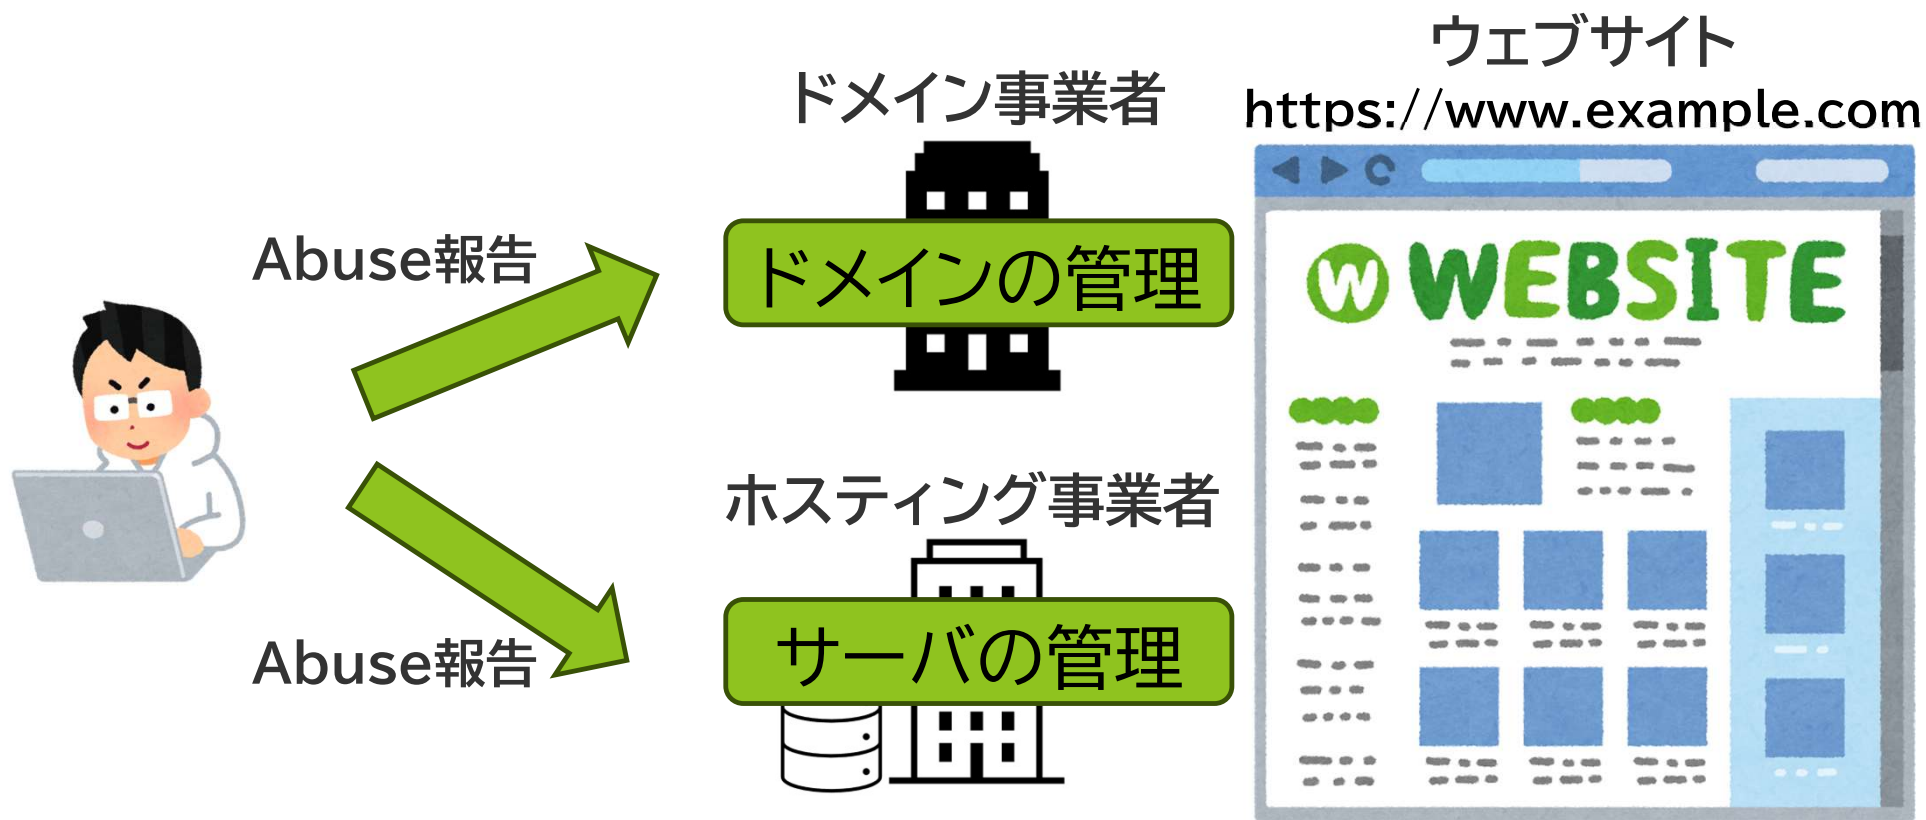 ウェブサイト
https://www.example.com
ドメイン事業者
Abuse報告
ドメインの管理
WEBSITE
ホスティング事業者
Abuse報告
サーバの管理